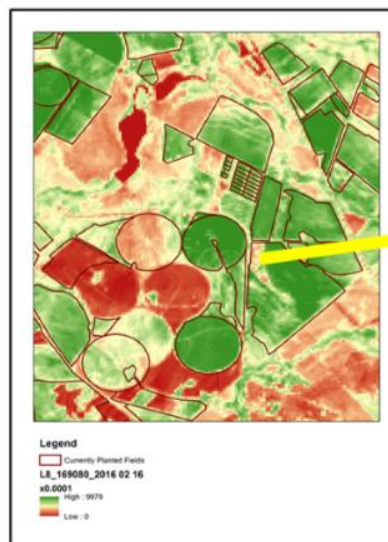 Legend
Currently Planted Fields
L8_169080_2016 02 16
x0.0001
High : 9979
Low : 0